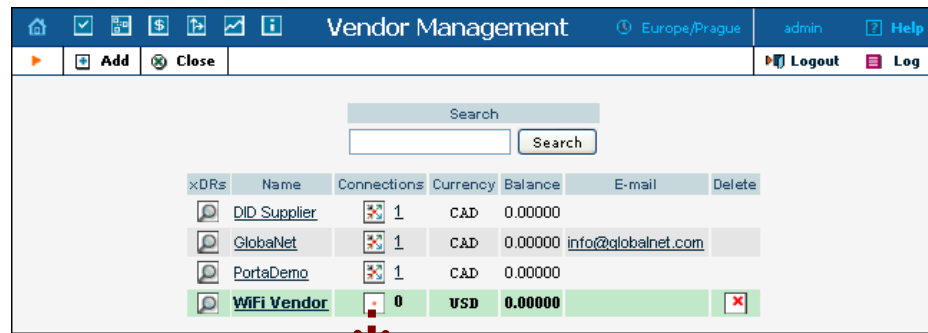 Vendor Management Europe/Prague admin ? Help
Add Close Logout Log
Search
Search
xDRs Name Connections Currency Balance E-mail Delete
DID Supplier 1 CAD 0.00000
GlobaNet 1 CAD 0.00000 info@globalnet.com
PortaDemo 1 CAD 0.00000
WiFi Vendor 0 USD 0.00000